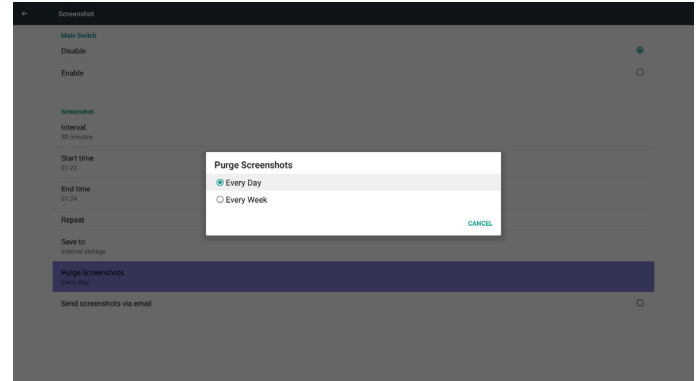 Screenshot
Main Switch
Disable
Enable
Screenshot
Interval
30 minutes
Start time
01:23
End time
01:24
Repeat
Save to
Internal storage
Purge Screenshots
Every Day
Send screenshots via email
Purge Screenshots
Every Day
Every Week
CANCEL